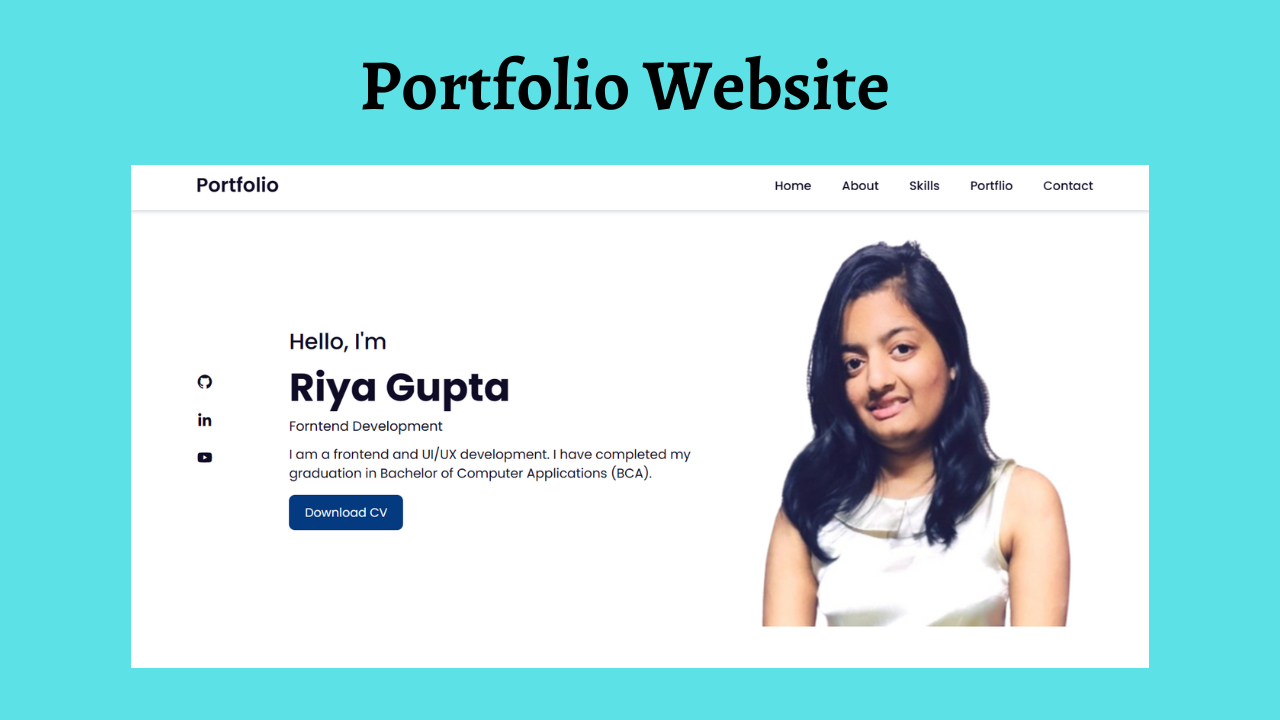 Portfolio Website
Portfolio
Home About Skills Portflio Contact
Hello, I'm
Riya Gupta
Forntend Development
I am a frontend and UI/UX development. I have completed my
graduation in Bachelor of Computer Applications (BCA).
Download CV
in